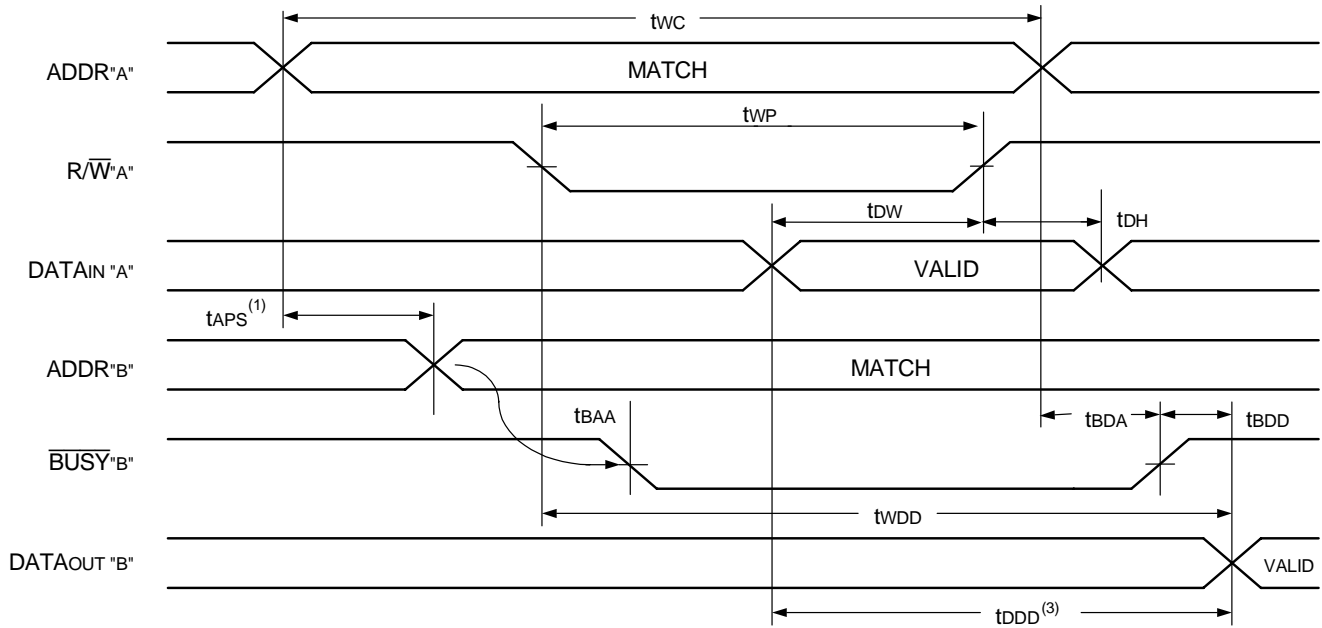 tWC
ADDR"A" MATCH
tWP
R/W̅"A"
tDW tDH
DATAIN "A" VALID
tAPS(1)
ADDR"B" MATCH
tBAA tBDA tBDD
B̅U̅S̅Y̅"B"
tWDD
DATAOUT "B" VALID
tDDD(3)